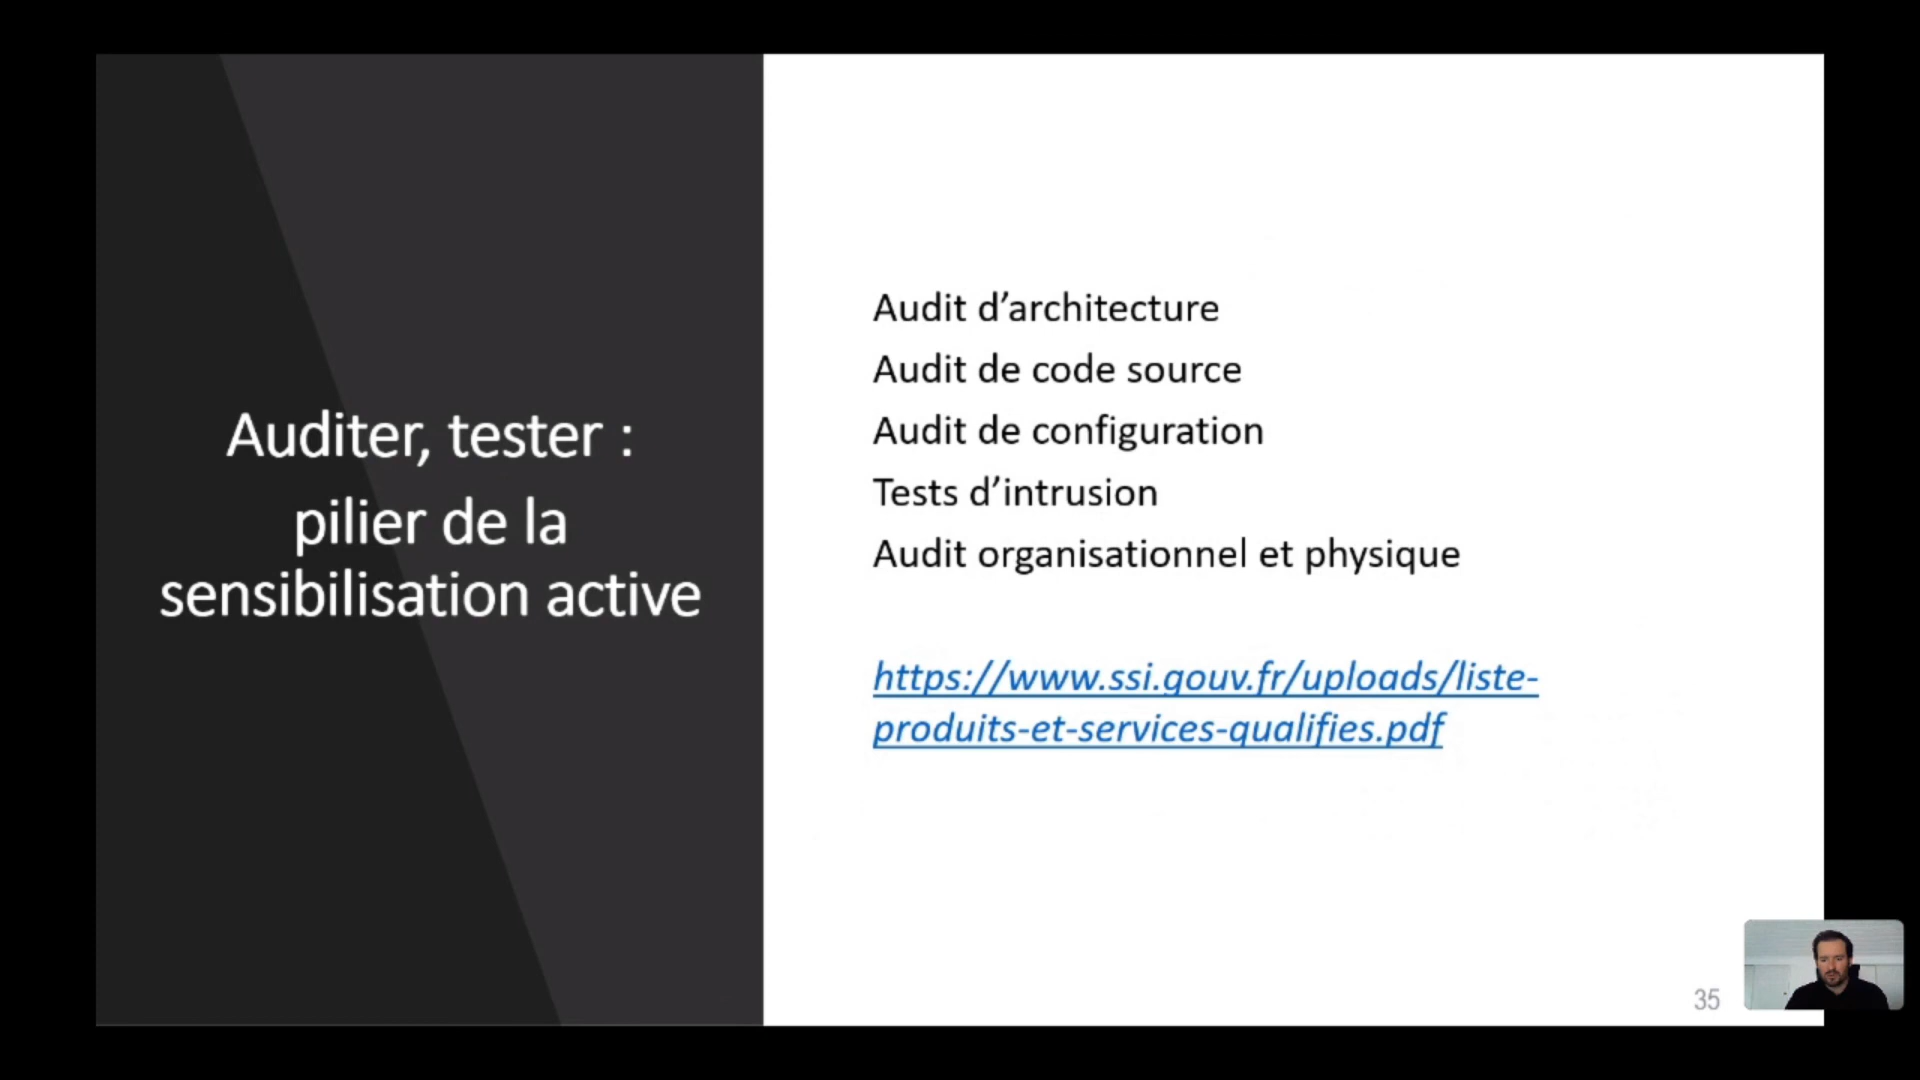 Auditer, tester :
pilier de la
sensibilisation active
Audit d’architecture
Audit de code source
Audit de configuration
Tests d’intrusion
Audit organisationnel et physique
https://www.ssi.gouv.fr/uploads/liste-
produits-et-services-qualifies.pdf
35